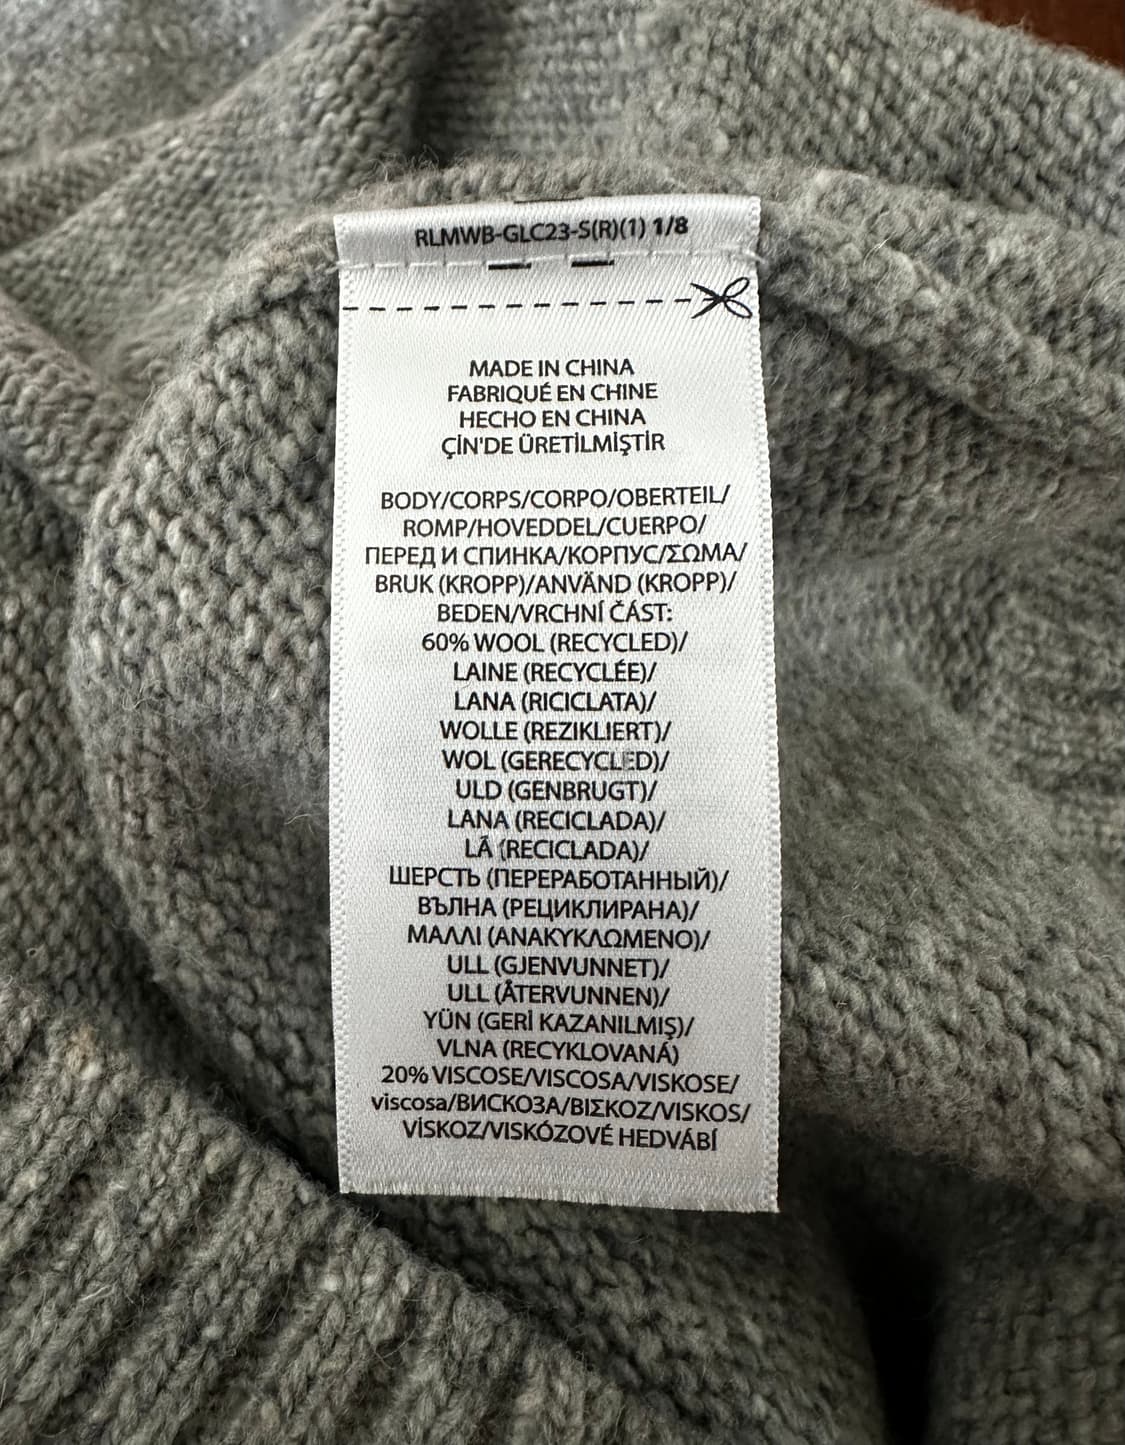 RLMWB-GLC23-S(R)(1) 1/8
MADE IN CHINA
FABRIQUÉ EN CHINE
HECHO EN CHINA
ÇİN'DE ÜRETİLMİŞTİR
BODY/CORPS/CORPO/OBERTEIL/
ROMP/HOVEDDEL/CUERPO/
ПЕРЕД И СПИНКА/КОРПУС/ΣΩΜΑ/
BRUK (KROPP)/ANVÄND (KROPP)/
BEDEN/VRCHNÍ ČÁST:
60% WOOL (RECYCLED)/
LAINE (RECYCLÉE)/
LANA (RICICLATA)/
WOLLE (REZIKLIERT)/
WOL (GERECYCLED)/
ULD (GENBRUGT)/
LANA (RECICLADA)/
LÃ (RECICLADA)/
ШЕРСТЬ (ПЕРЕРАБОТАННЫЙ)/
ВЪЛНА (РЕЦИКЛИРАНА)/
ΜΑΛΛΙ (ΑΝΑΚΥΚΛΩΜΕΝΟ)/
ULL (GJENVUNNET)/
ULL (ÅTERVUNNEN)/
YÜN (GERİ KAZANILMIŞ)/
VLNA (RECYKLOVANÁ)
20% VISCOSE/VISCOSA/VISKOSE/
viscosa/ВИСКОЗА/ΒΙΣΚΟΖ/VISKOS/
VİSKOZ/VISKÓZOVÉ HEDVÁBÍ